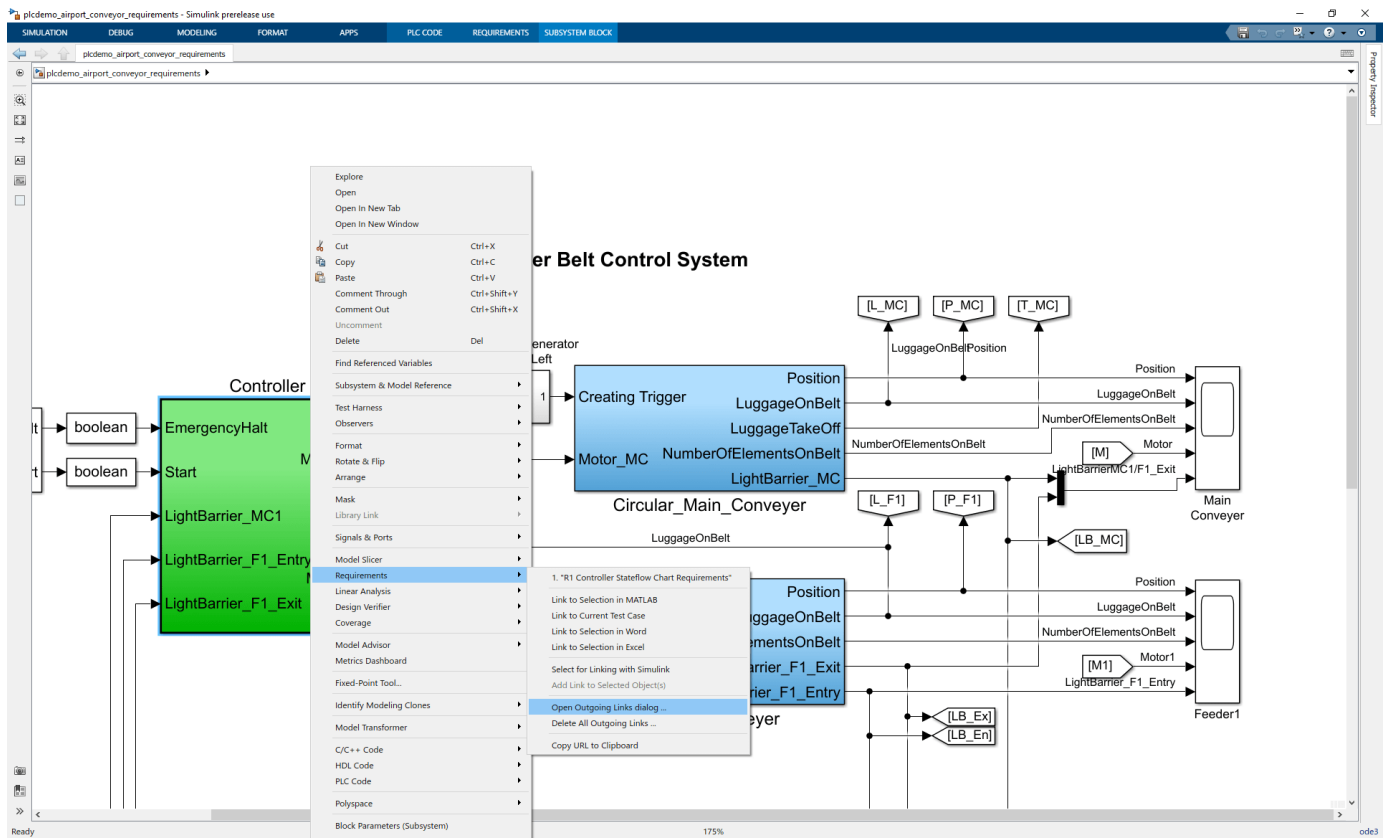 plcdemo_airport_conveyor_requirements - Simulink prerelease use
SIMULATION DEBUG MODELING FORMAT APPS PLC CODE REQUIREMENTS SUBSYSTEM BLOCK
plcdemo_airport_conveyor_requirements
plcdemo_airport_conveyor_requirements
Property Inspector
Explore
Open
Open In New Tab
Open In New Window
Cut Ctrl+X
Copy Ctrl+C
Paste Ctrl+V
Comment Through Ctrl+Shift+Y
Comment Out Ctrl+Shift+X
Uncomment
Delete Del
Find Referenced Variables
Subsystem & Model Reference
Test Harness
Observers
Format
Rotate & Flip
Arrange
Mask
Library Link
Signals & Ports
Model Slicer
Requirements
Linear Analysis
Design Verifier
Coverage
Model Advisor
Metrics Dashboard
Fixed-Point Tool...
Identify Modeling Clones
Model Transformer
C/C++ Code
HDL Code
PLC Code
Polyspace
Block Parameters (Subsystem)
1. "R1 Controller Stateflow Chart Requirements"
Link to Selection in MATLAB
Link to Current Test Case
Link to Selection in Word
Link to Selection in Excel
Select for Linking with Simulink
Add Link to Selected Object(s)
Open Outgoing Links dialog ...
Delete All Outgoing Links ...
Copy URL to Clipboard
er Belt Control System
Controller
lt
boolean
EmergencyHalt
t
boolean
Start
M
LightBarrier_MC1
LightBarrier_F1_Entry
M
LightBarrier_F1_Exit
enerator
Left
1
Creating Trigger
Motor_MC
Position
LuggageOnBelt
LuggageTakeOff
NumberOfElementsOnBelt
LightBarrier_MC
Circular_Main_Conveyer
[L_MC] [P_MC] [T_MC]
LuggageOnBelt
Position
NumberOfElementsOnBelt
Position
LuggageOnBelt
NumberOfElementsOnBelt
[M] Motor
LightBarrierMC1/F1_Exit
Main
Conveyer
[L_F1] [P_F1]
[LB_MC]
LuggageOnBelt
Position
ggageOnBelt
ementsOnBelt
arrier_F1_Exit
rier_F1_Entry
eyer
Position
LuggageOnBelt
NumberOfElementsOnBelt
[M1] Motor1
LightBarrier_F1_Entry
Feeder1
[LB_Ex]
[LB_En]
Ready 175% ode3